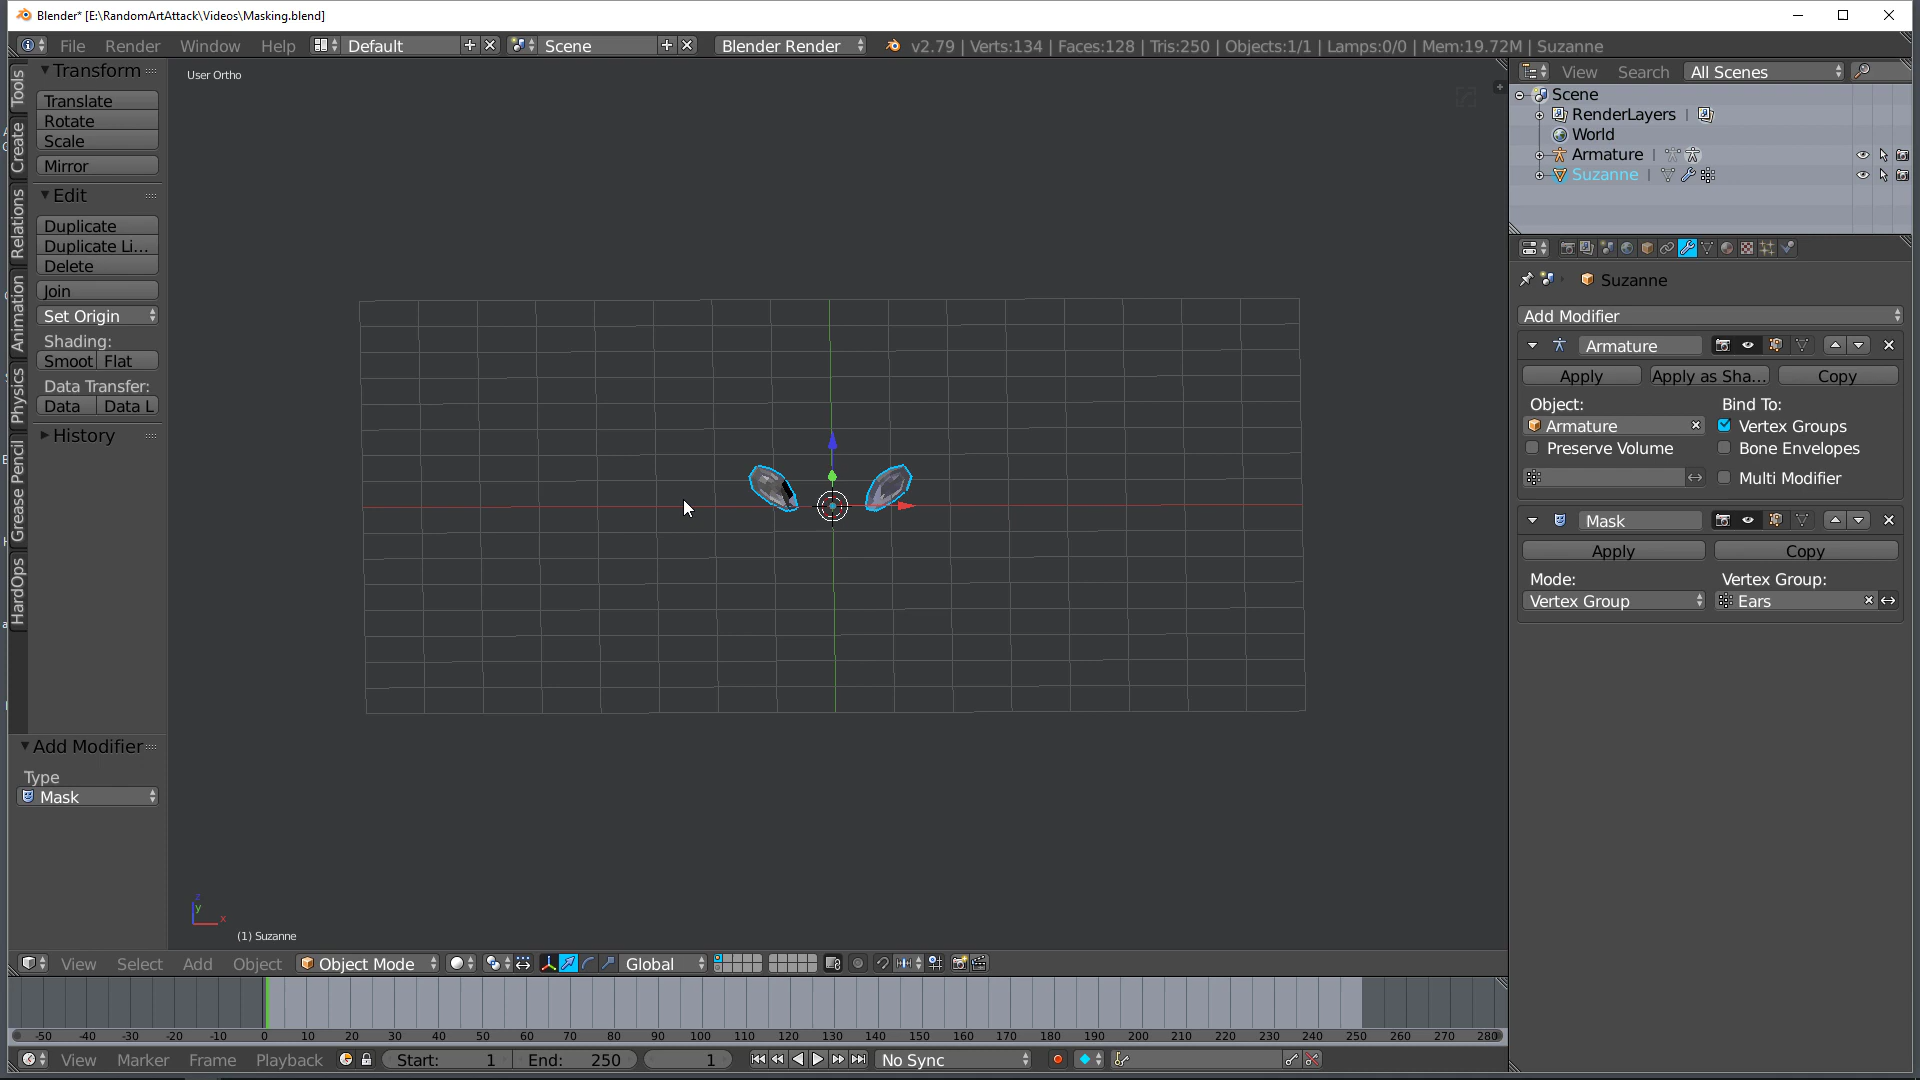 Blender* [E:\RandomArtAttack\Videos\Masking.blend]
File Render Window Help Default Scene Blender Render v2.79 | Verts:134 | Faces:128 | Tris:250 | Objects:1/1 | Lamps:0/0 | Mem:19.72M | Suzanne
Tools
Create
Relations
Animation
Physics
Grease Pencil
HardOps
Transform
Translate
Rotate
Scale
Mirror
Edit
Duplicate
Duplicate Li...
Delete
Join
Set Origin
Shading:
Smoot Flat
Data Transfer:
Data Data L
History
Add Modifier
Type
Mask
User Ortho
z
y
x
(1) Suzanne
View Select Add Object Object Mode Global
-50 -40 -30 -20 -10 0 10 20 30 40 50 60 70 80 90 100 110 120 130 140 150 160 170 180 190 200 210 220 230 240 250 260 270 280
View Marker Frame Playback Start: 1 End: 250 1 No Sync
View Search All Scenes
Scene
RenderLayers
World
Armature
Suzanne
Suzanne
Add Modifier
Armature
Apply Apply as Sha... Copy
Object: Bind To:
Armature Vertex Groups
Preserve Volume Bone Envelopes
Multi Modifier
Mask
Apply Copy
Mode: Vertex Group:
Vertex Group Ears